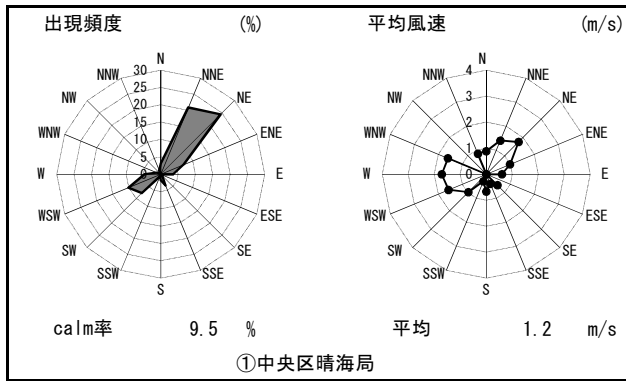 出現頻度 (%)
N
NNW NNE
NW NE
WNW ENE
W E
WSW ESE
SW SE
SSW SSE
S
30
25
20
15
10
5
0
calm率 9.5 %
平均風速 (m/s)
N
NNW NNE
NW NE
WNW ENE
W E
WSW ESE
SW SE
SSW SSE
S
4
3
2
1
0
平均 1.2 m/s
①中央区晴海局